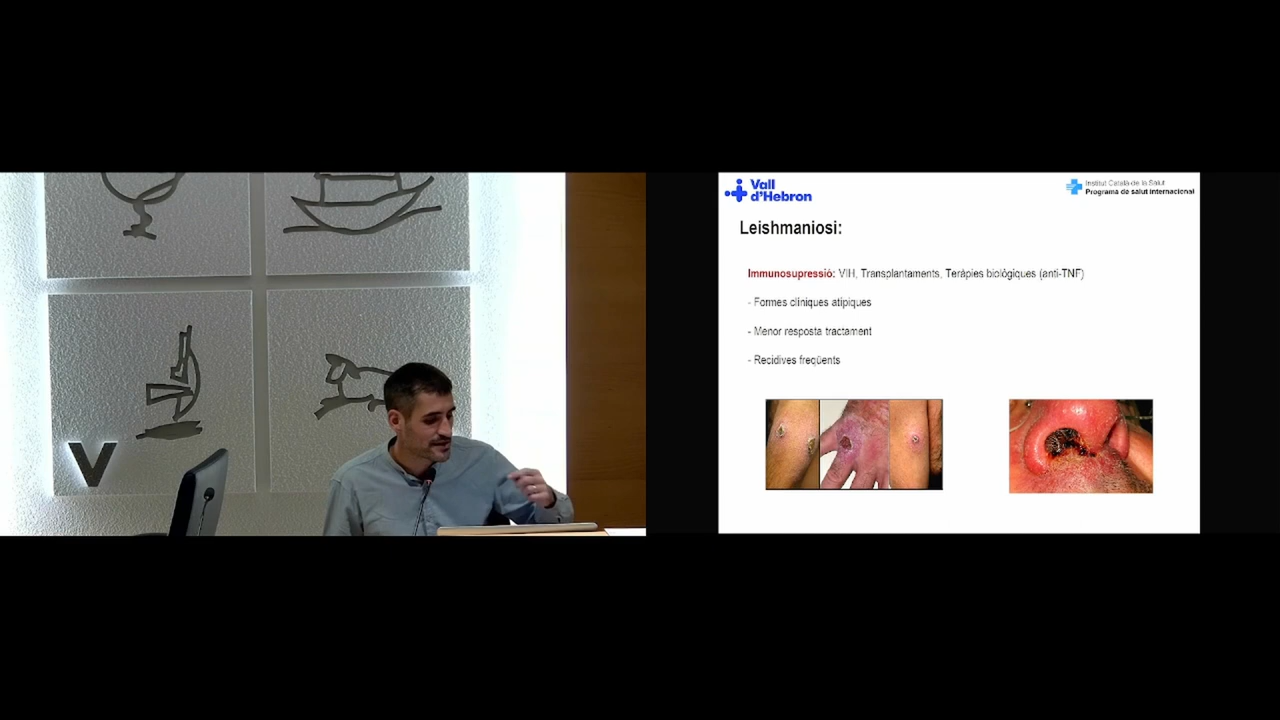 V
Vall
d'Hebron
Institut Català de la Salut
Programa de salut internacional
Leishmaniosi:
Immunosupressió: VIH, Transplantaments, Teràpies biològiques (anti-TNF)
- Formes clíniques atípiques
- Menor resposta tractament
- Recidives freqüents